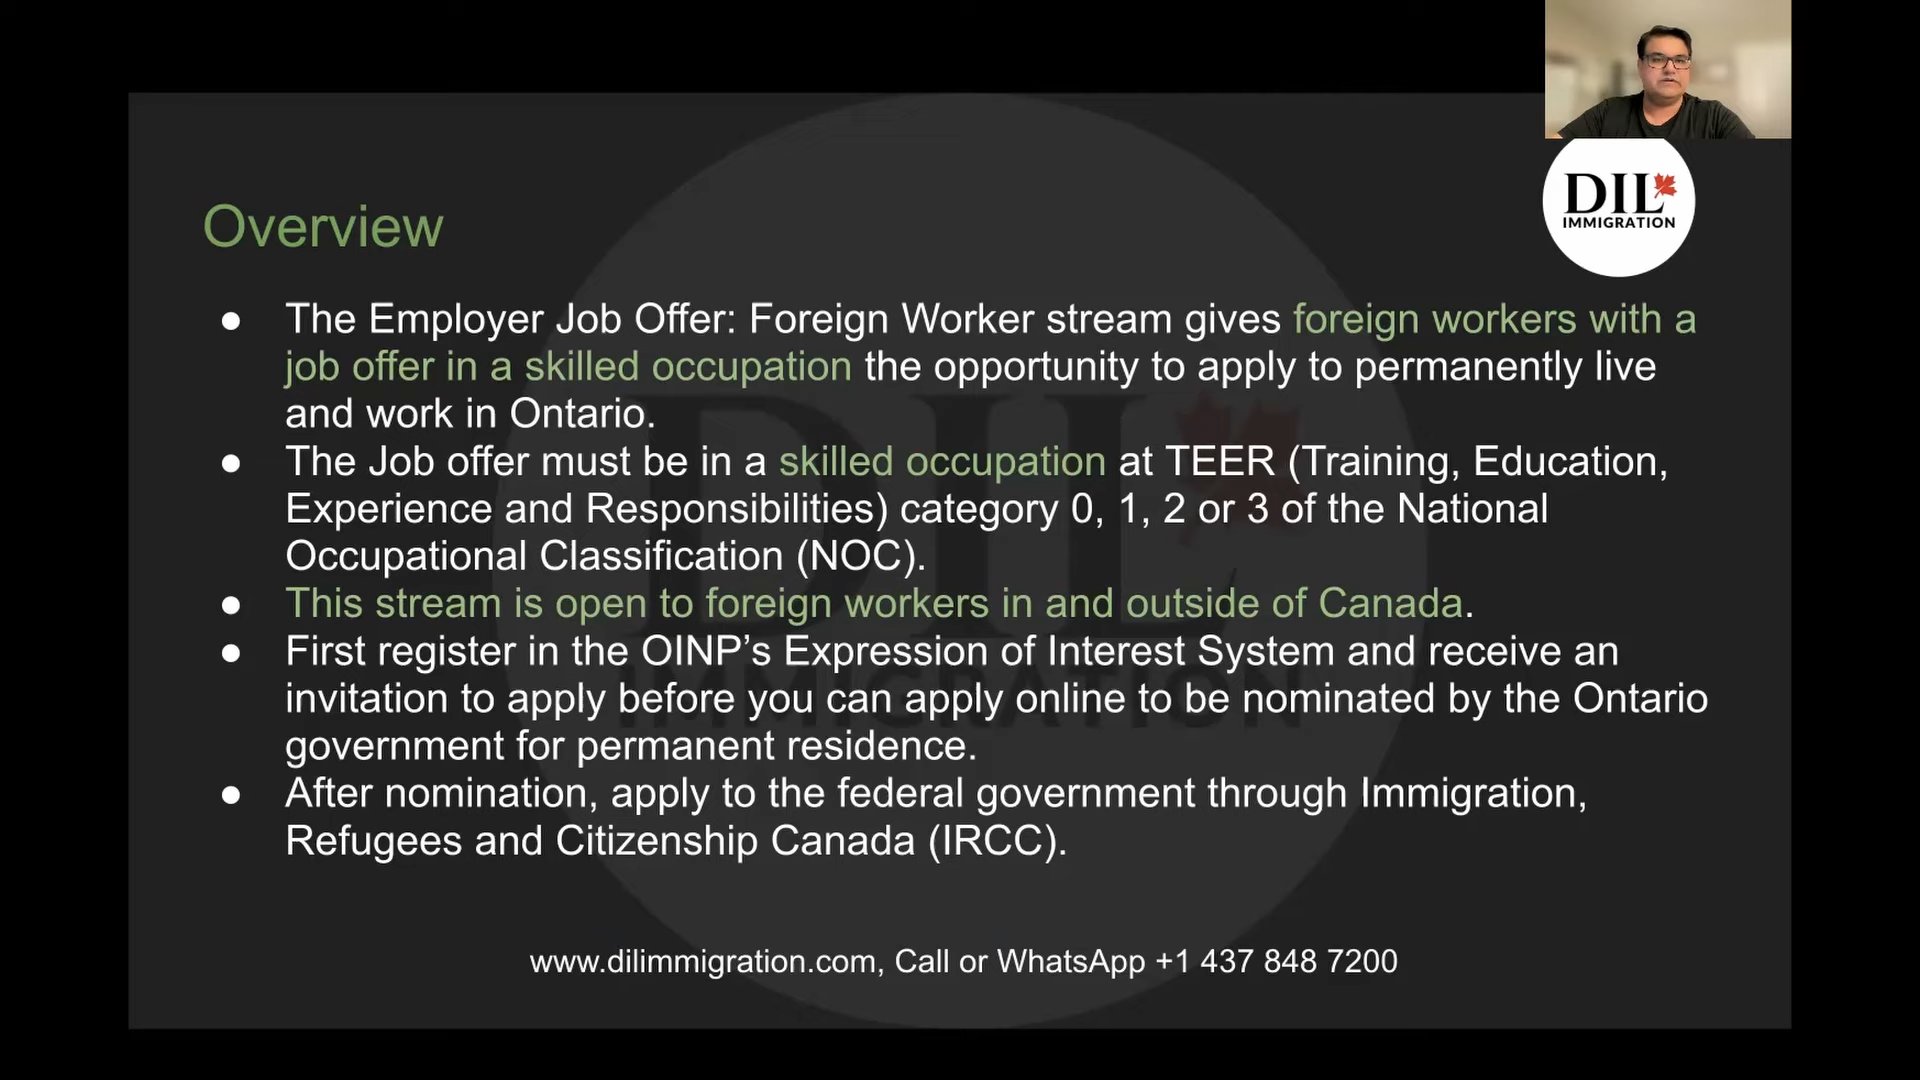 DIL
IMMIGRATION
Overview
● The Employer Job Offer: Foreign Worker stream gives foreign workers with a
job offer in a skilled occupation the opportunity to apply to permanently live
and work in Ontario.
● The Job offer must be in a skilled occupation at TEER (Training, Education,
Experience and Responsibilities) category 0, 1, 2 or 3 of the National
Occupational Classification (NOC).
● This stream is open to foreign workers in and outside of Canada.
● First register in the OINP’s Expression of Interest System and receive an
invitation to apply before you can apply online to be nominated by the Ontario
government for permanent residence.
● After nomination, apply to the federal government through Immigration,
Refugees and Citizenship Canada (IRCC).
DIL
IMMIGRATION
www.dilimmigration.com, Call or WhatsApp +1 437 848 7200